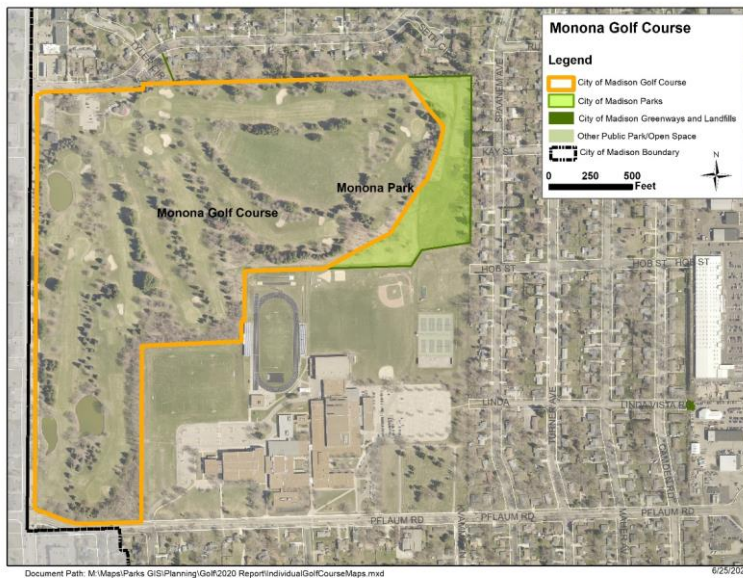 Monona Golf Course
Legend
City of Madison Golf Course
City of Madison Parks
City of Madison Greenways and Landfills
Other Public Park/Open Space
City of Madison Boundary
N
0 250 500
Feet
KAY ST
Monona Park
Monona Golf Course
HOB ST HOB ST
LINDA
LINDA VISTA R
TURNER AVE
PFLAUM RD PFLAUM RD PFLAUM RD
Document Path: M:\Maps\Parks GIS\Planning\Golf\2020 Report\IndividualGolfCourseMaps.mxd
6/25/202